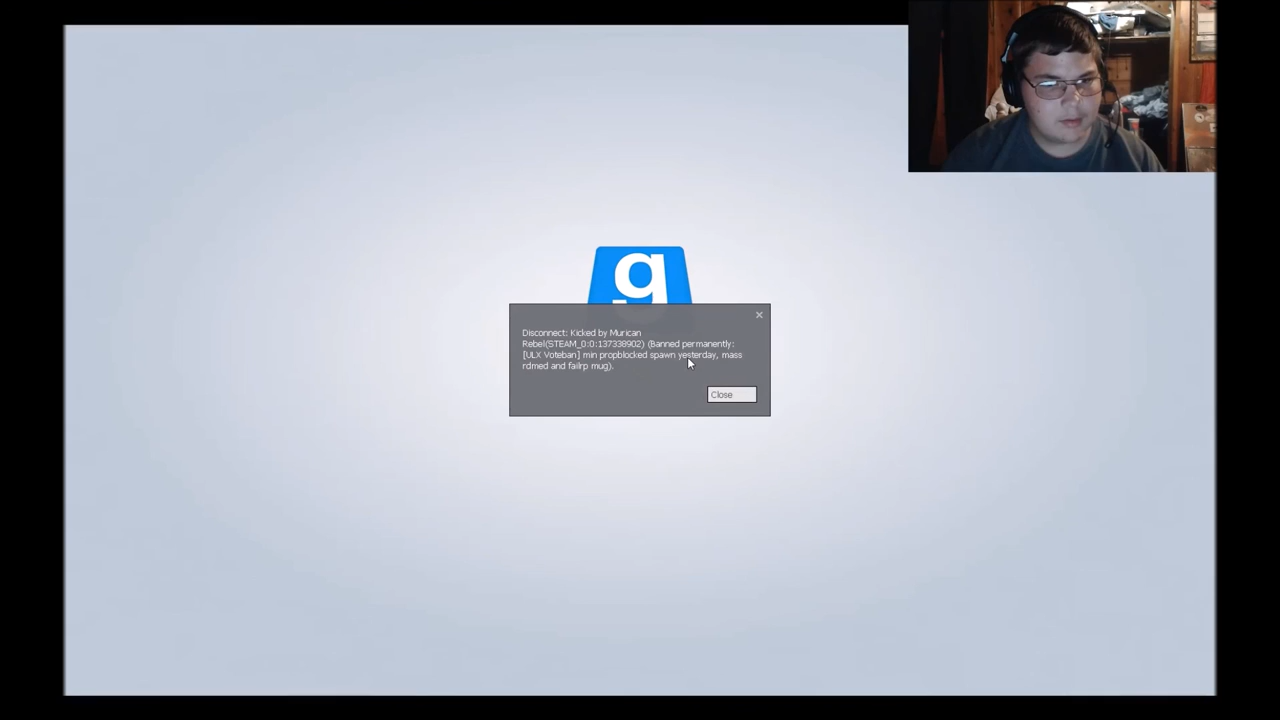 g
Disconnect: Kicked by Murican
Rebel(STEAM_0:0:137338902) (Banned permanently:
[ULX Voteban] min propblocked spawn yesterday, mass
rdmed and failrp mug).
Close